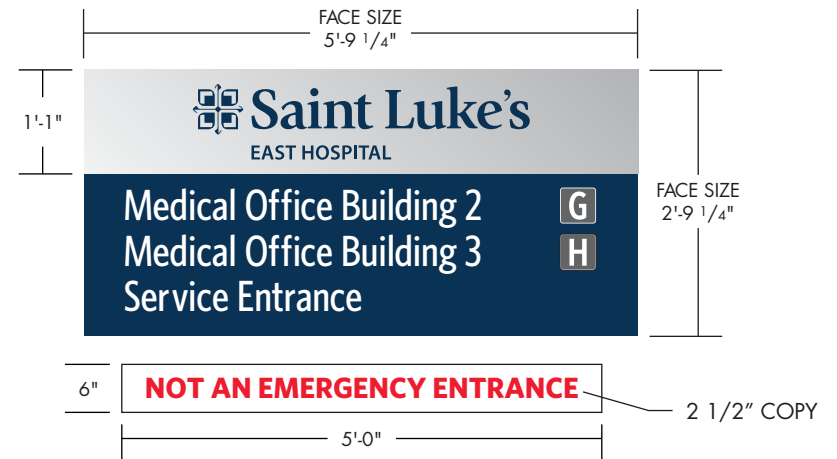 FACE SIZE
5'-9 1/4"
1'-1"
Saint Luke's
EAST HOSPITAL
Medical Office Building 2 G
Medical Office Building 3 H
Service Entrance
FACE SIZE
2'-9 1/4"
6"
NOT AN EMERGENCY ENTRANCE
2 1/2” COPY
5'-0"